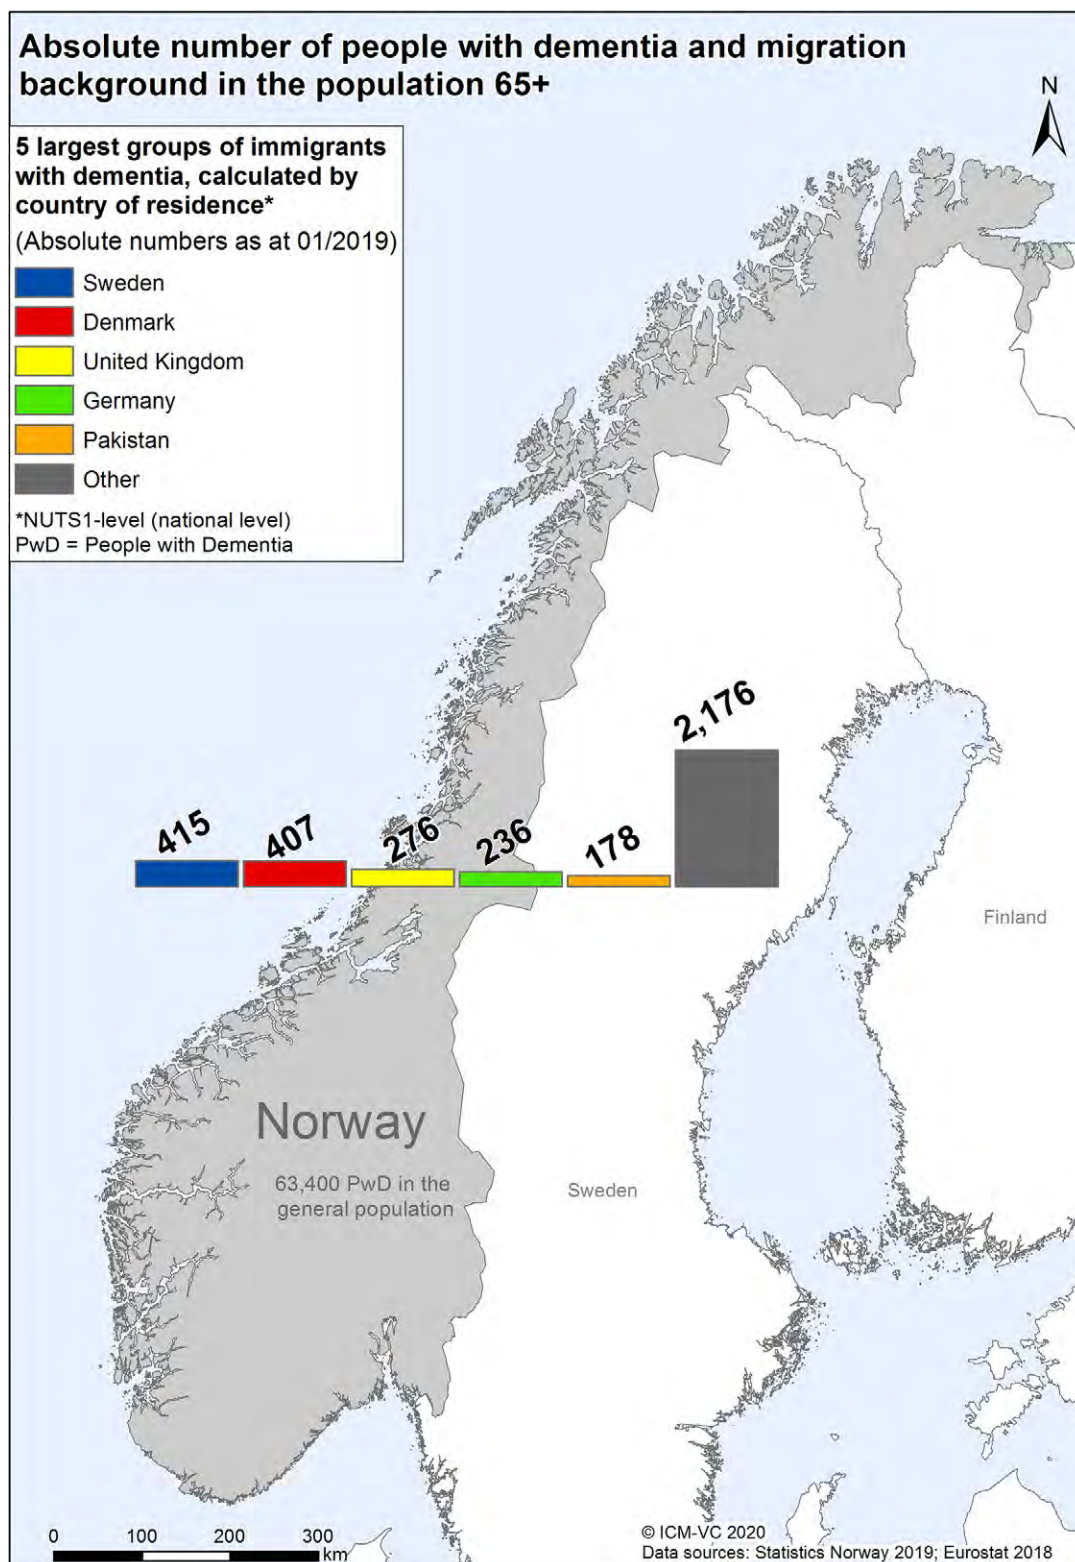 Absolute number of people with dementia and migration
background in the population 65+
N
5 largest groups of immigrants
with dementia, calculated by
country of residence*
(Absolute numbers as at 01/2019)
Sweden
Denmark
United Kingdom
Germany
Pakistan
Other
*NUTS1-level (national level)
PwD = People with Dementia
2,176
415
407
276
236
178
Finland
Norway
63,400 PwD in the
general population
Sweden
0 100 200 300
km
© ICM-VC 2020
Data sources: Statistics Norway 2019; Eurostat 2018